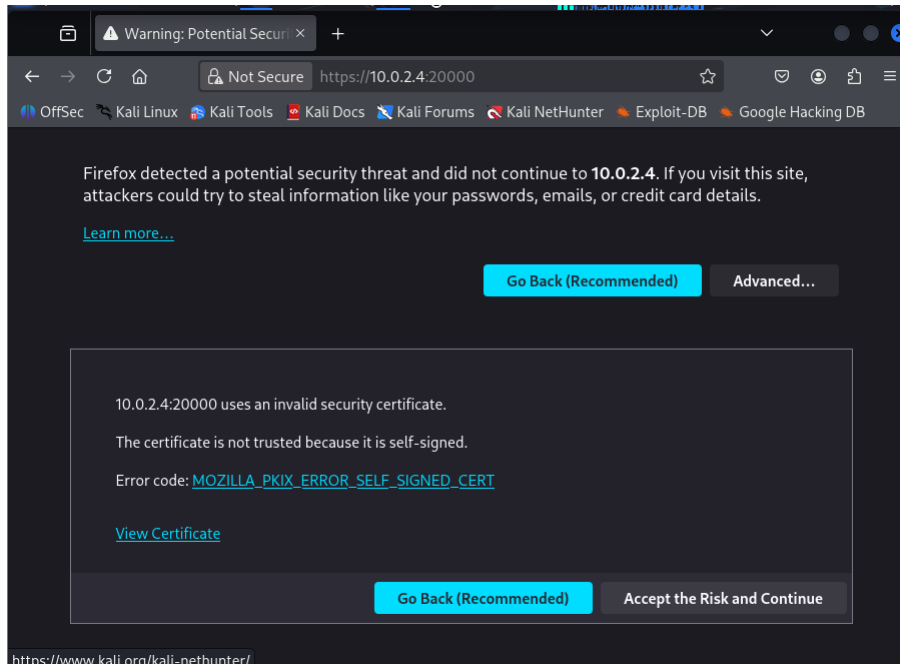 Warning: Potential Securi
Not Secure https://10.0.2.4:20000
OffSec Kali Linux Kali Tools Kali Docs Kali Forums Kali NetHunter Exploit-DB Google Hacking DB
Firefox detected a potential security threat and did not continue to 10.0.2.4. If you visit this site,
attackers could try to steal information like your passwords, emails, or credit card details.
Learn more...
Go Back (Recommended) Advanced...
10.0.2.4:20000 uses an invalid security certificate.
The certificate is not trusted because it is self-signed.
Error code: MOZILLA_PKIX_ERROR_SELF_SIGNED_CERT
View Certificate
Go Back (Recommended) Accept the Risk and Continue
https://www.kali.org/kali-nethunter/